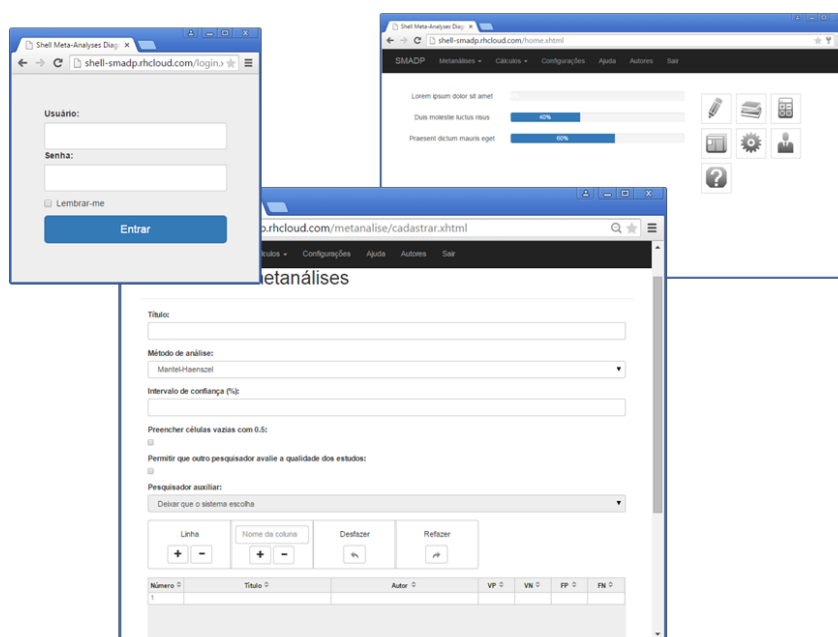 Shell Meta-Analyses Diag
shell-smadp.rhcloud.com/login.x
Usuário:
Senha:
Lembrar-me
Entrar
Shell Meta-Analyses Diag
shell-smadp.rhcloud.com/home.xhtml
SMADP Metanálises Cálculos Configurações Ajuda Autores Sair
Lorem ipsum dolor sit amet
Duis molestie luctus risus 40%
Praesent dictum mauris eget 60%
p.rhcloud.com/metanalise/cadastrar.xhtml
lculos Configurações Ajuda Autores Sair
etanálises
Título:
Método de análise:
Mantel-Haenszel
Intervalo de confiança (%):
Preencher células vazias com 0.5:
Permitir que outro pesquisador avalie a qualidade dos estudos:
Pesquisador auxiliar:
Deixar que o sistema escolha
Linha Nome da coluna Desfazer Refazer
+ - + -
Número Título Autor VP VN FP FN
1